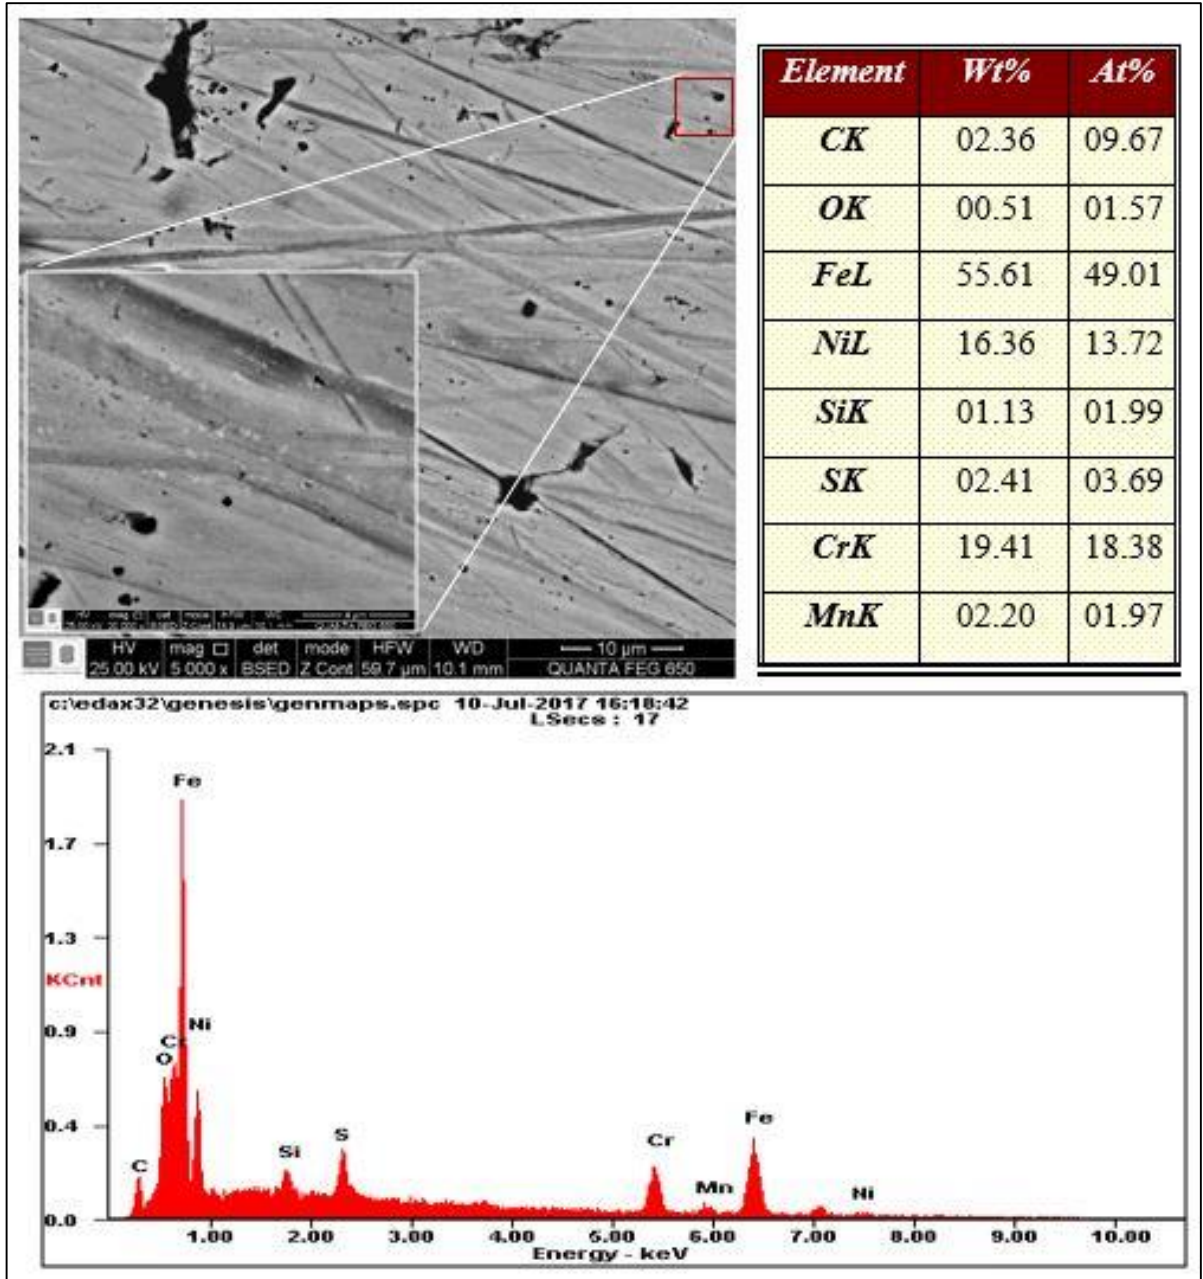 HV mag □ det mode HFW WD 10 µm
25.00 kV 5 000 x BSED Z Cont 59.7 µm 10.1 mm QUANTA FEG 650
Element Wt% At%
CK 02.36 09.67
OK 00.51 01.57
FeL 55.61 49.01
NiL 16.36 13.72
SiK 01.13 01.99
SK 02.41 03.69
CrK 19.41 18.38
MnK 02.20 01.97
c:\edax32\genesis\genmaps.spc 10-Jul-2017 16:18:42
LSecs : 17
2.1
Fe
1.7
1.3
KCnt
Ni
0.9
O
0.4
Fe
S
Cr
Si
C
Mn
Ni
0.0
1.00 2.00 3.00 4.00 5.00 6.00 7.00 8.00 9.00 10.00
Energy - keV